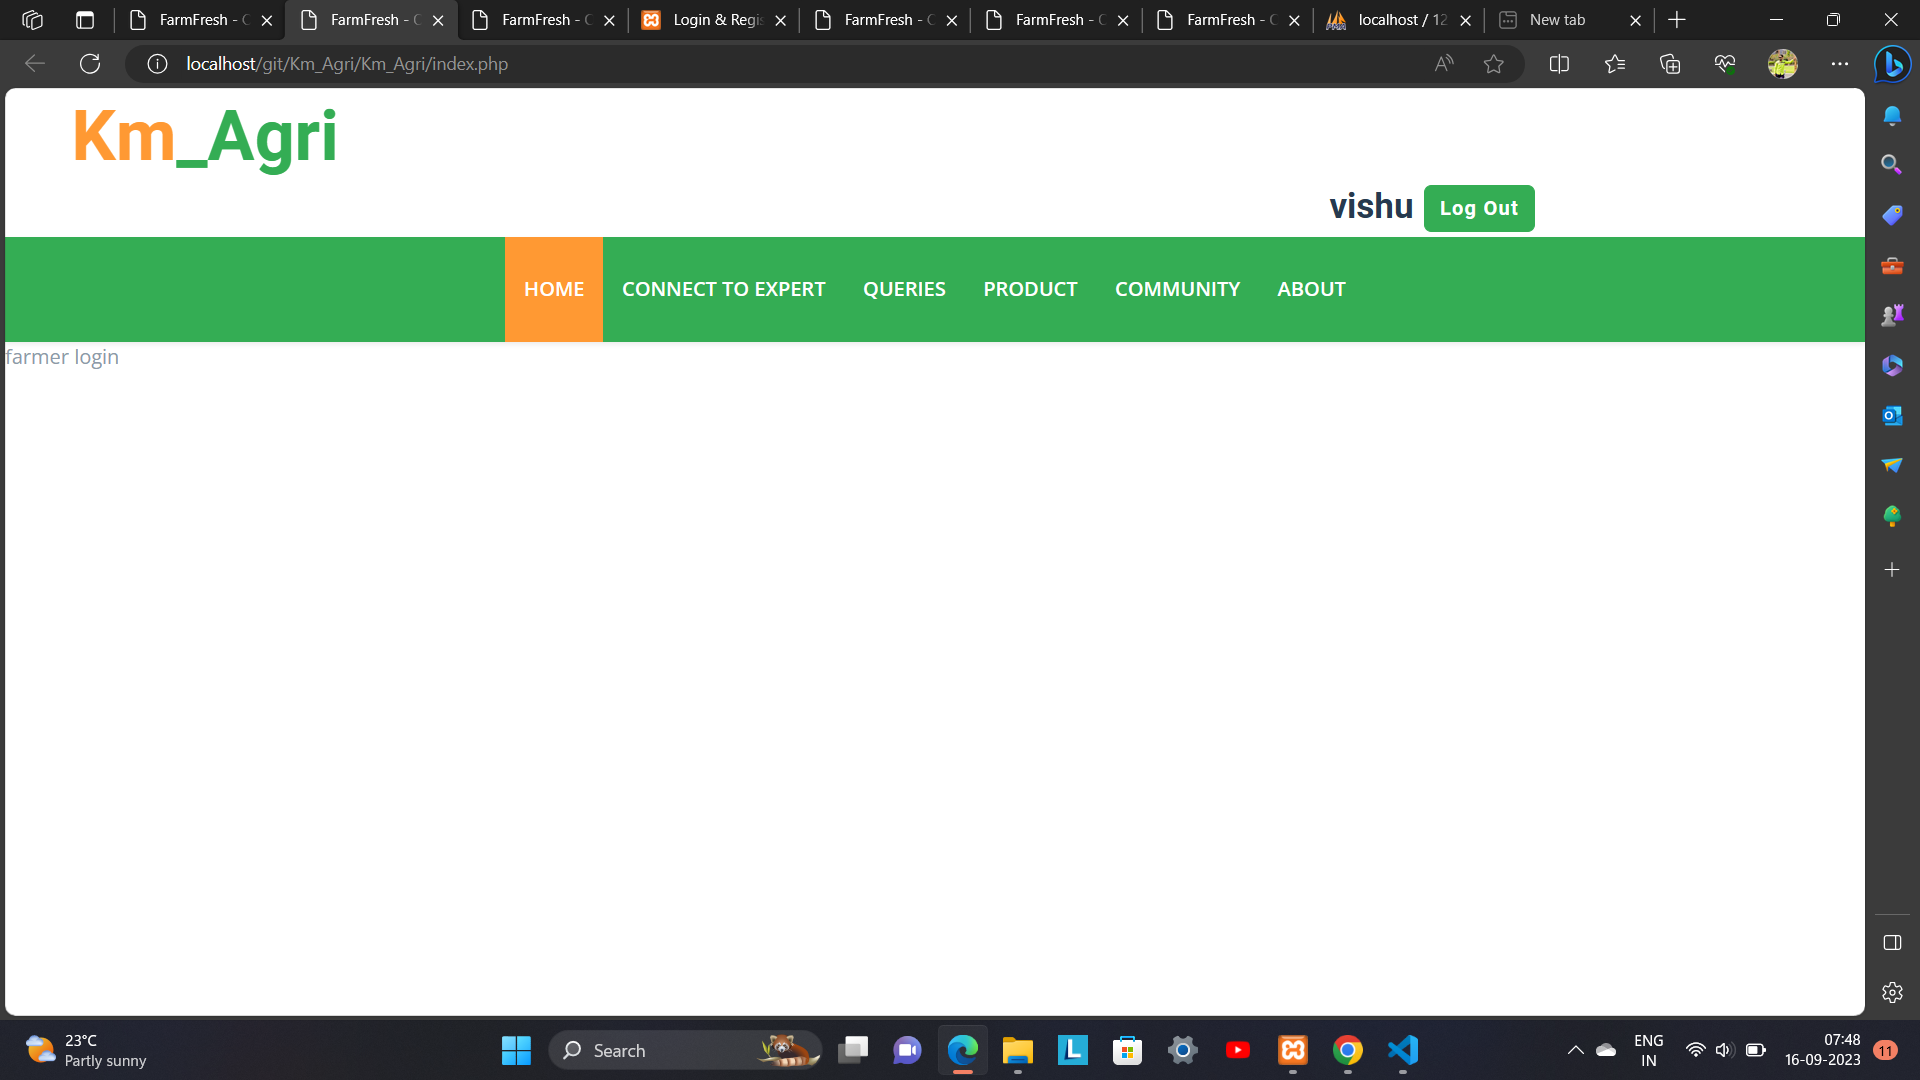 FarmFresh - C
FarmFresh - C
FarmFresh - C
Login & Regis
FarmFresh - C
FarmFresh - C
FarmFresh - C
localhost / 12
New tab
localhost/git/Km_Agri/Km_Agri/index.php
Km_Agri
vishu Log Out
HOME CONNECT TO EXPERT QUERIES PRODUCT COMMUNITY ABOUT
farmer login
23°C
Partly sunny
Search
ENG
IN
07:48
16-09-2023
11